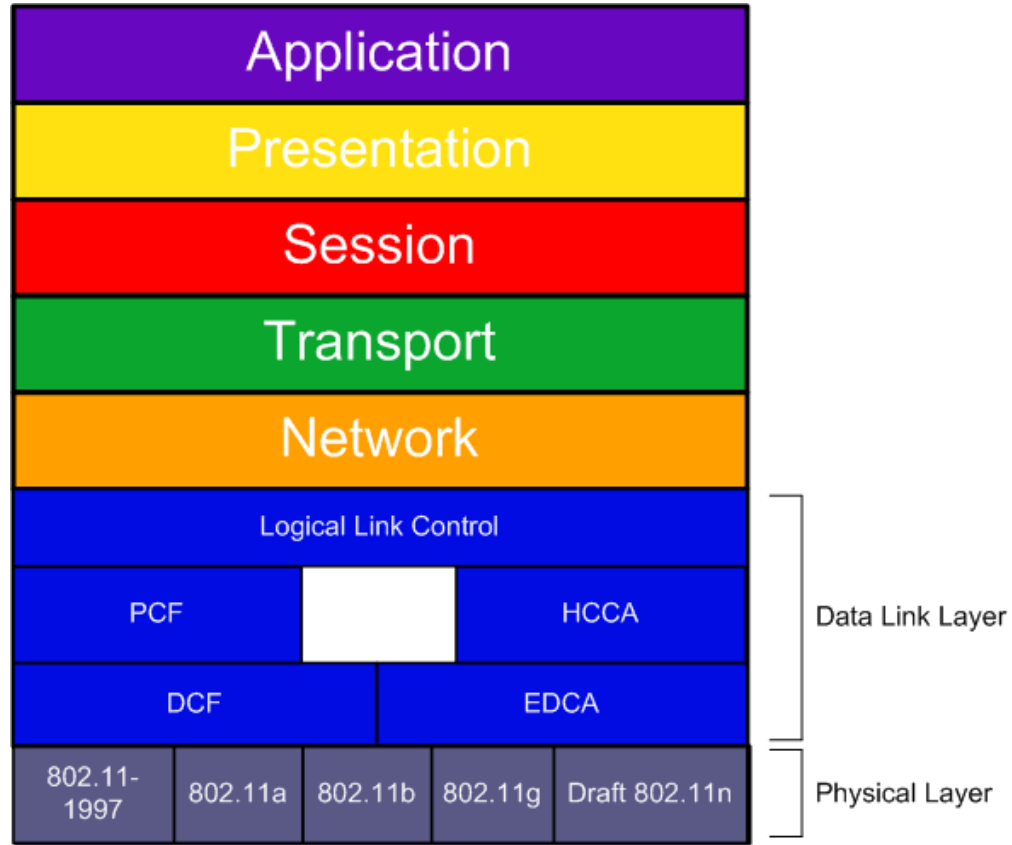 Application
Presentation
Session
Transport
Network
Logical Link Control
PCF
HCCA
Data Link Layer
DCF
EDCA
802.11-
1997
802.11a
802.11b
802.11g
Draft 802.11n
Physical Layer